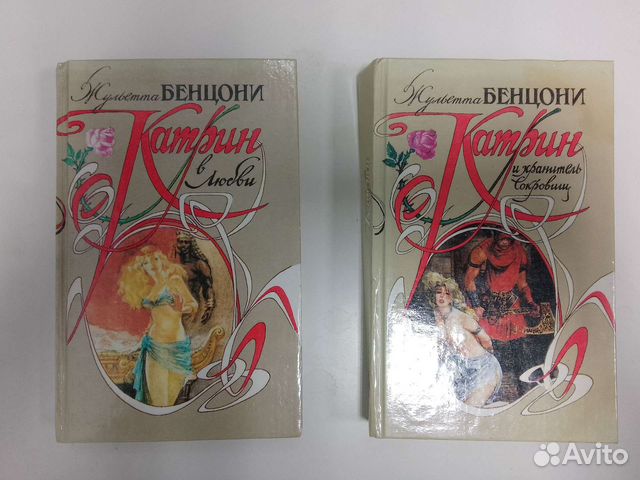 Жульетта БЕНЦОНИ
Катрин
в любви
Жульетта БЕНЦОНИ
Катрин
и хранитель
сокровищ
Avito